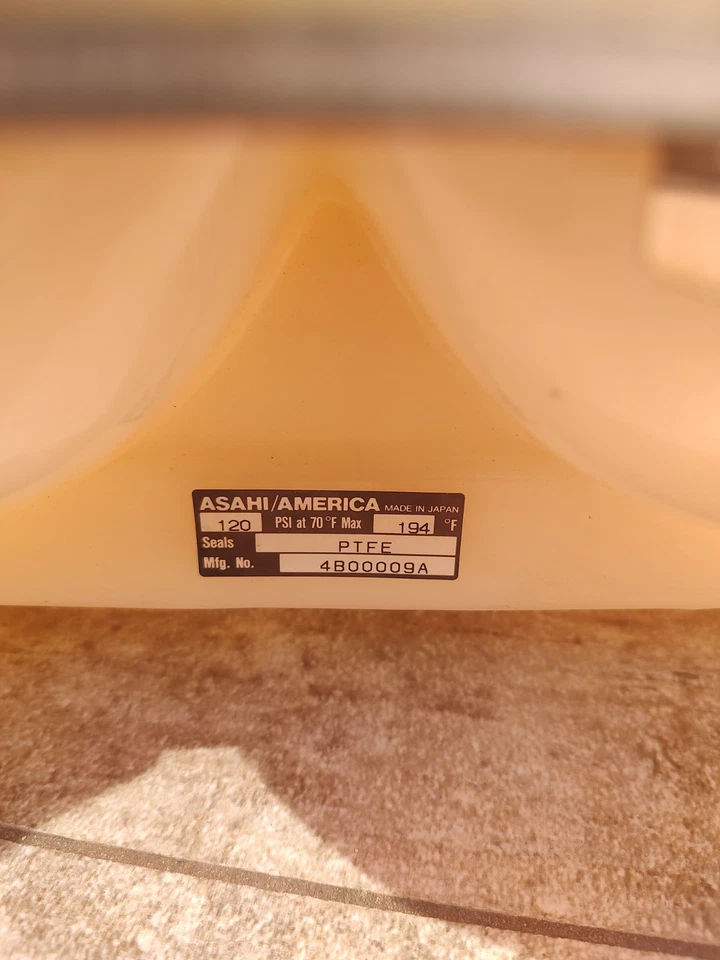 ASAHI/AMERICA MADE IN JAPAN
120 PSI at 70°F Max 194 °F
Seals PTFE
Mfg. No. 4B00009A